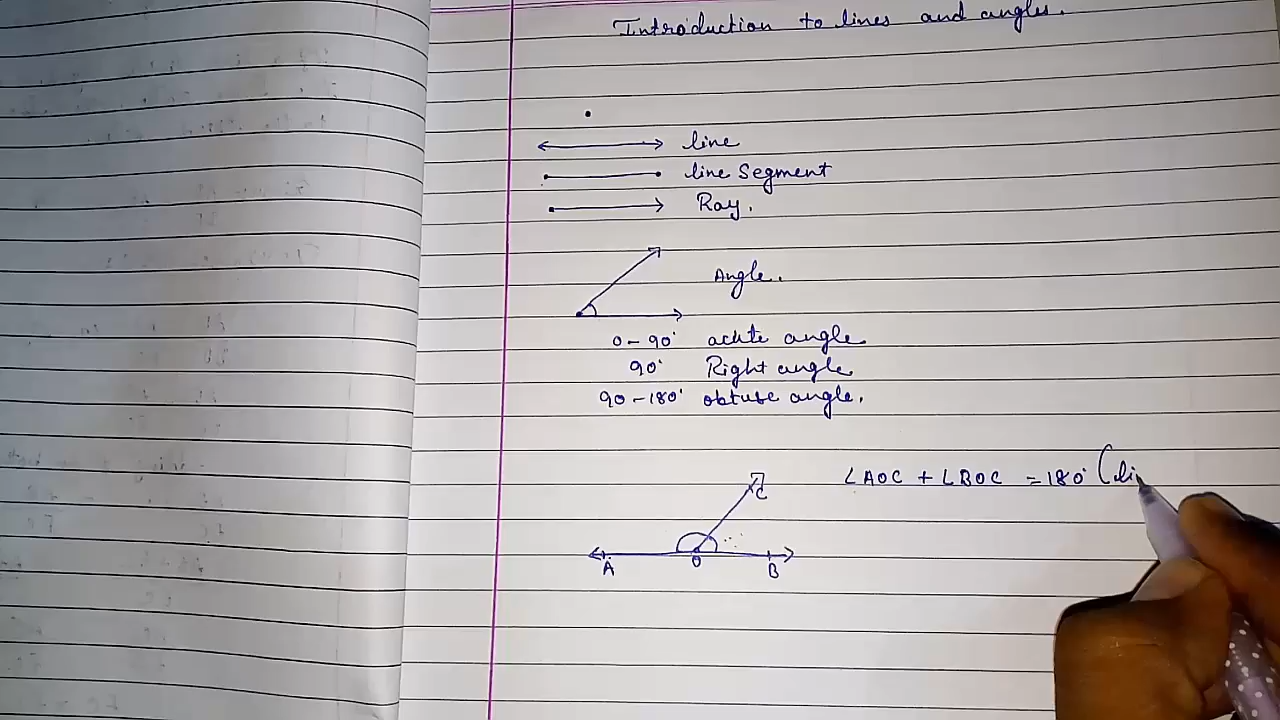 Introduction to lines and angles.
line
line Segment
Ray.
Angle.
0-90° acute angle
90° Right angle
90-180° obtuse angle.
∠AOC + ∠BOC = 180° (li
C
A O B